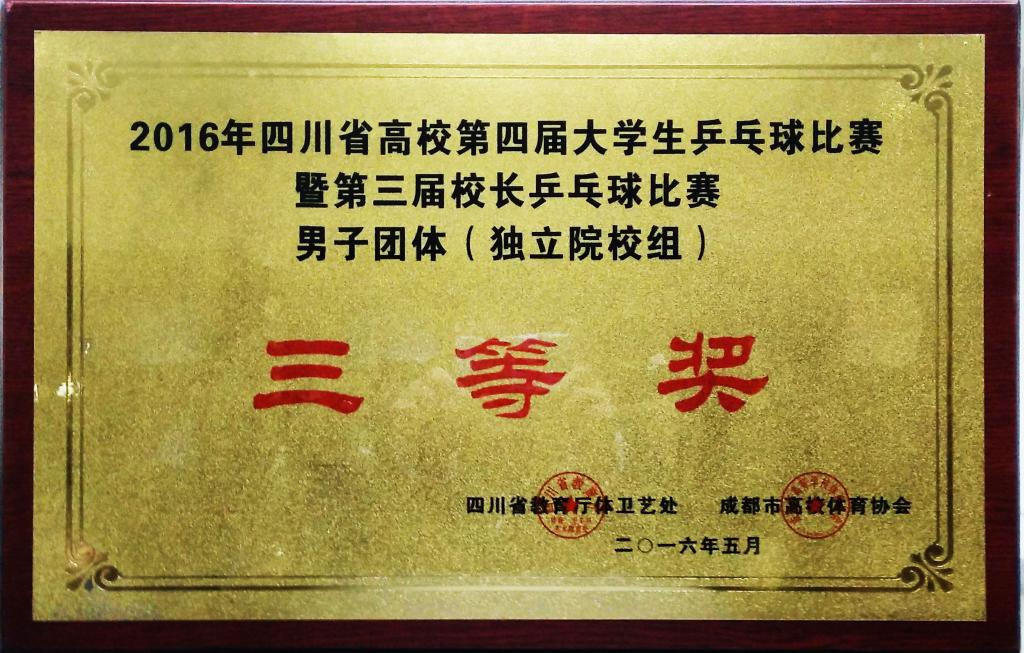 2016年四川省高校第四届大学生乒乓球比赛
暨第三届校长乒乓球比赛
男子团体（独立院校组）
三等奖
四川省教育厅体卫艺处 成都市高校体育协会
二〇一六年五月